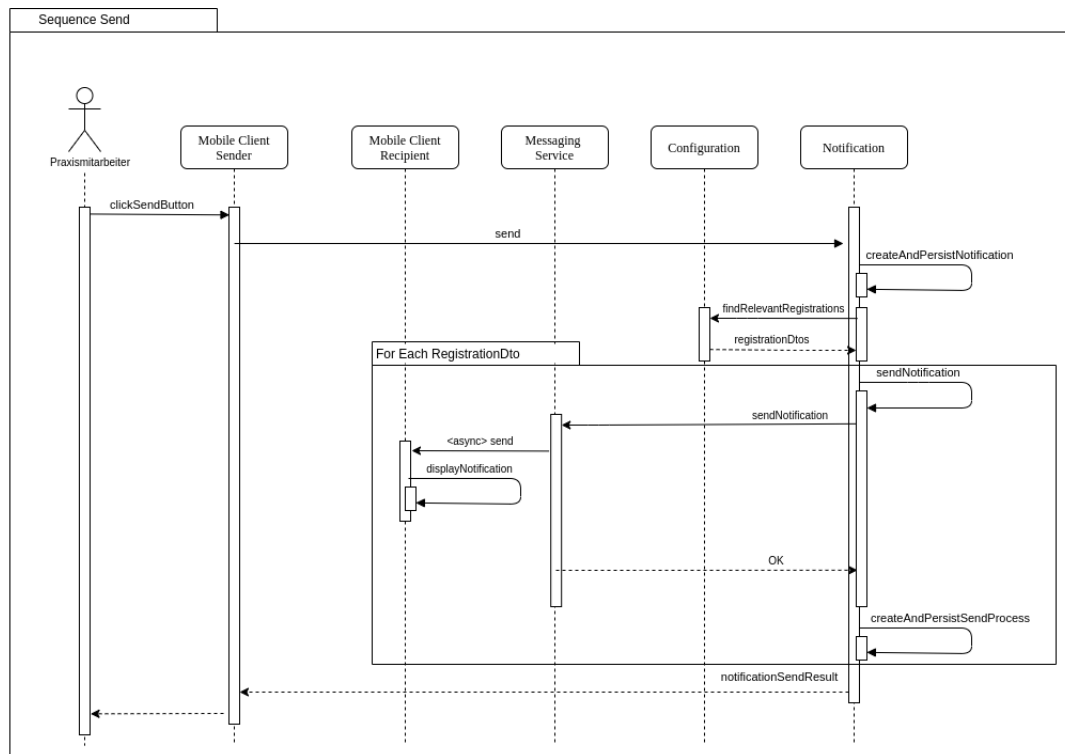 Sequence Send
Praxismitarbeiter
Mobile Client
Sender
Mobile Client
Recipient
Messaging
Service
Configuration
Notification
clickSendButton
send
createAndPersistNotification
findRelevantRegistrations
registrationDtos
For Each RegistrationDto
sendNotification
sendNotification
<async> send
displayNotification
OK
createAndPersistSendProcess
notificationSendResult